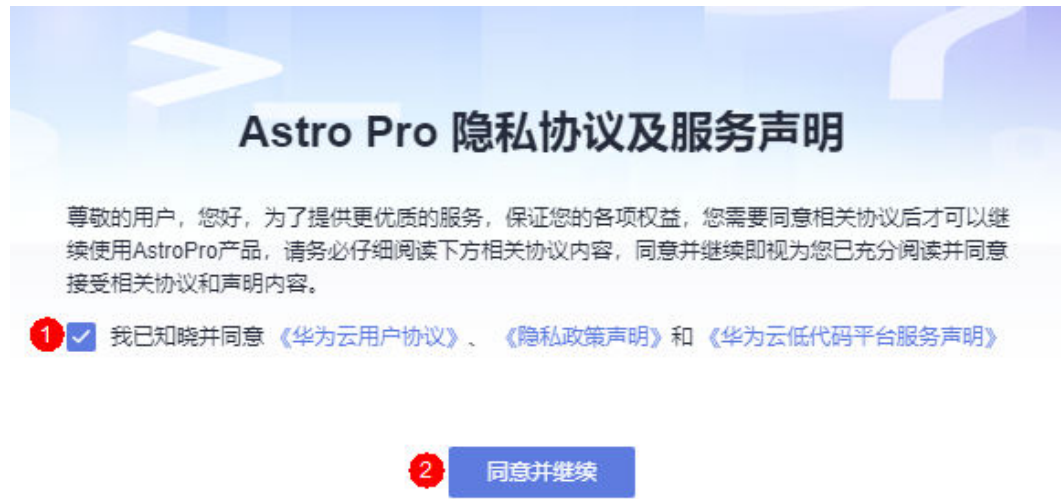 Astro Pro 隐私协议及服务声明
尊敬的用户，您好，为了提供更优质的服务，保证您的各项权益，您需要同意相关协议后才可以继
续使用AstroPro产品，请务必仔细阅读下方相关协议内容，同意并继续即视为您已充分阅读并同意
接受相关协议和声明内容。
1 我已知晓并同意 《华为云用户协议》、 《隐私政策声明》和 《华为云低代码平台服务声明》
2 同意并继续